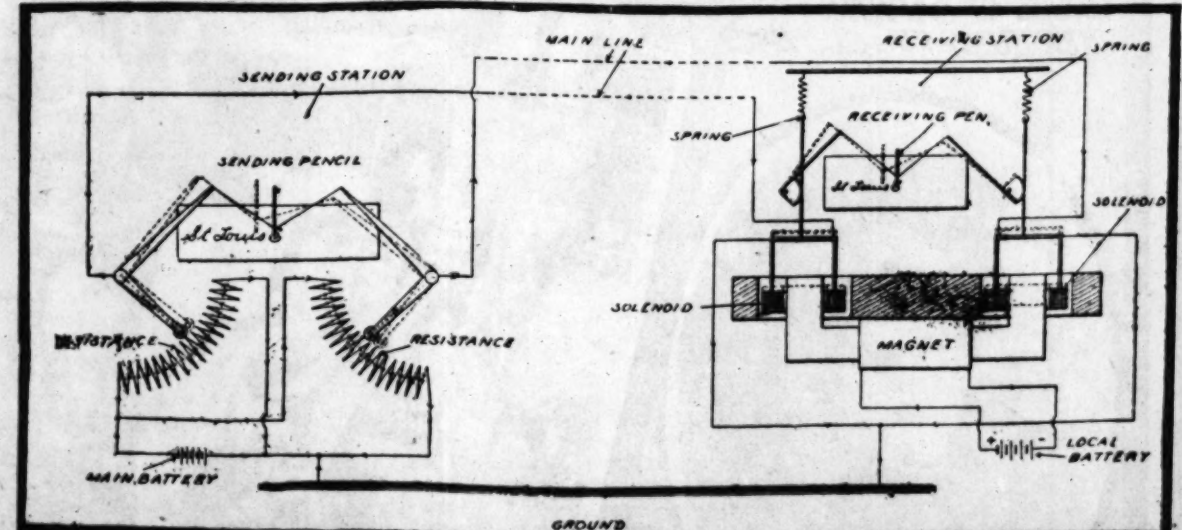 MAIN LINE
RECEIVING STATION
SPRING
SENDING STATION
SPRING
RECEIVING PEN.
SENDING PENCIL
St Louis
St Louis
SOLENOID
SOLENOID
RESISTANCE
MAGNET
MAIN BATTERY
+ -
LOCAL
BATTERY
GROUND